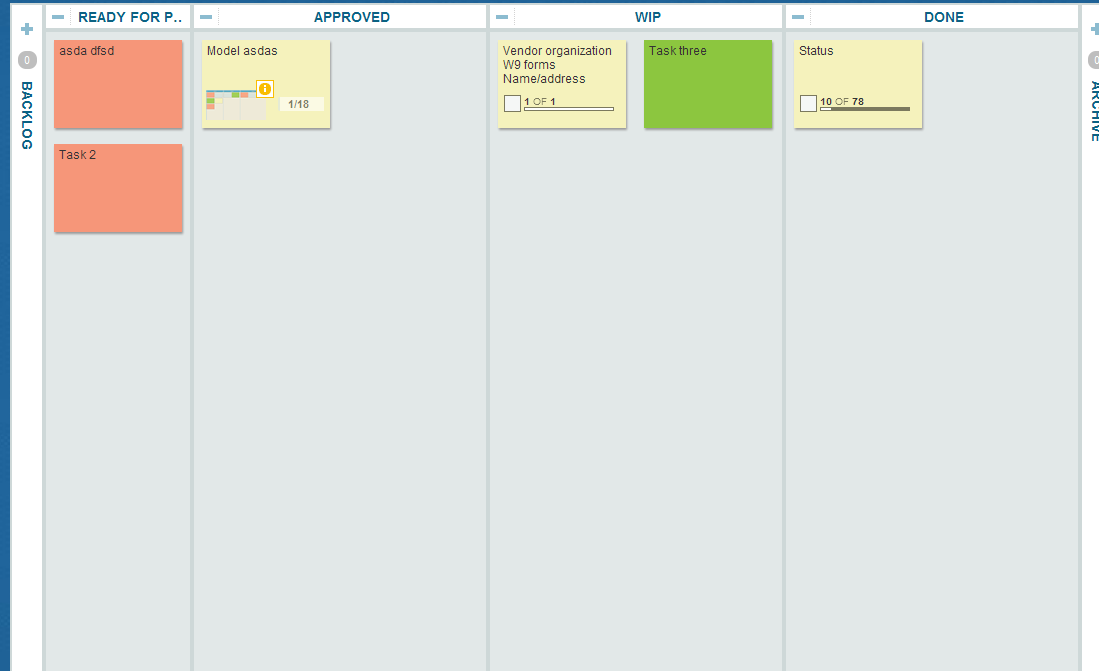 READY FOR P..
APPROVED
WIP
DONE
0
BACKLOG
asda dfsd
Task 2
Model asdas
1/18
Vendor organization
W9 forms
Name/address
1 OF 1
Task three
Status
10 OF 78
0
ARCHIVE